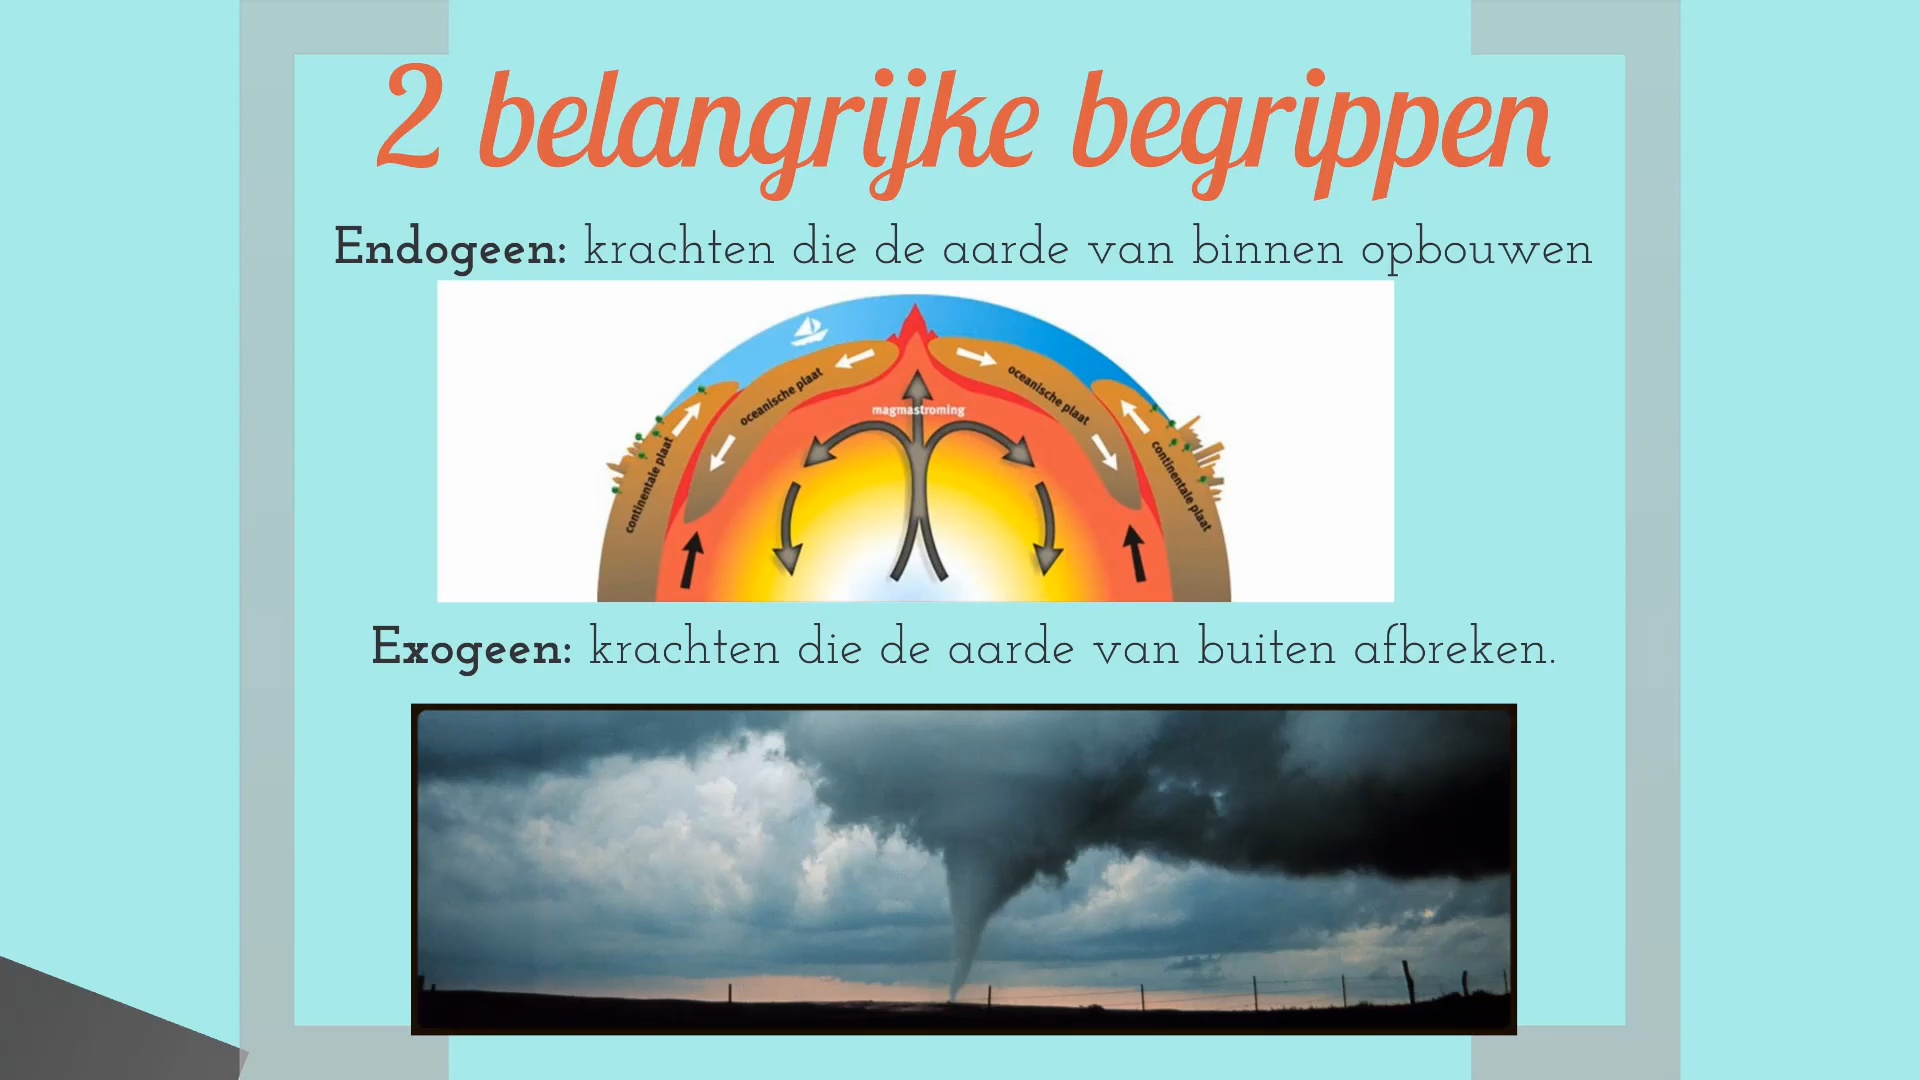 2 belangrijke begrippen
Endogeen: krachten die de aarde van binnen opbouwen
oceanische plaat
oceanische plaat
magmastroming
continentale plaat
continentale plaat
Exogeen: krachten die de aarde van buiten afbreken.